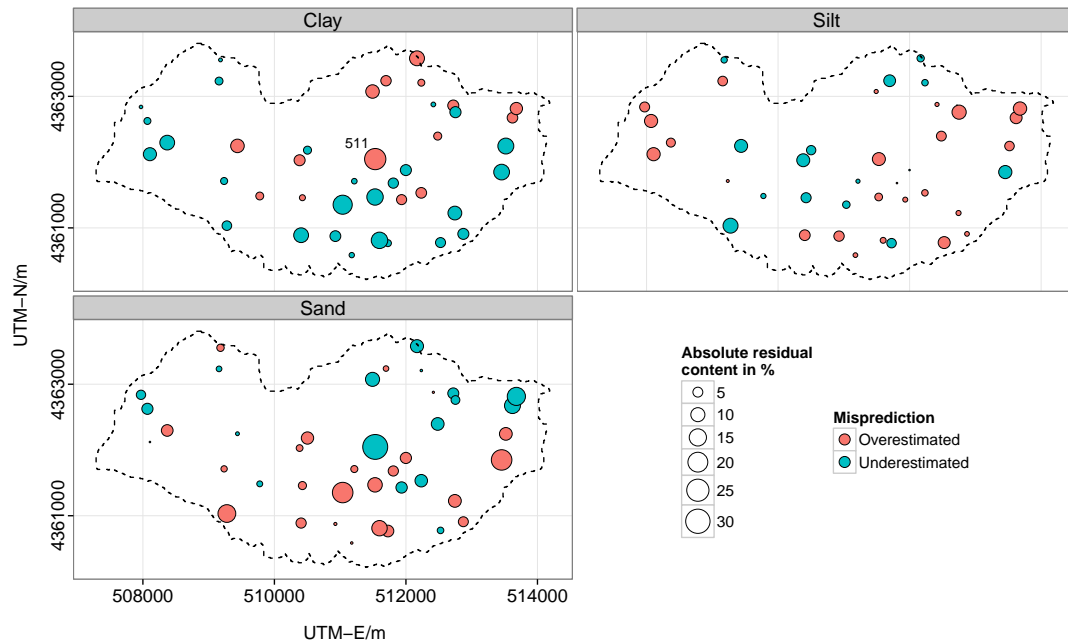 Clay
Silt
511
4363000
4361000
Sand
4363000
4361000
508000
510000
512000
514000
UTM−E/m
UTM−N/m
Absolute residual
content in %
5
10
15
20
25
30
Misprediction
Overestimated
Underestimated